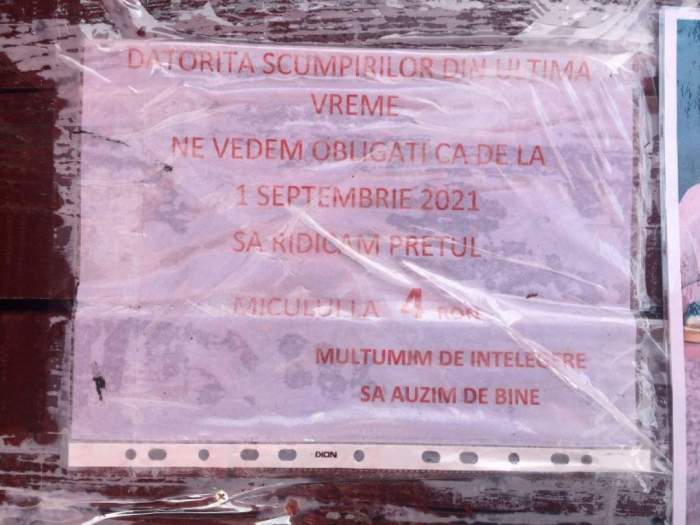 DATORITA SCUMPIRILOR DIN ULTIMA
VREME
NE VEDEM OBLIGATI CA DE LA
1 SEPTEMBRIE 2021
SA RIDICAM PRETUL
MICULUI LA 4 RON
MULTUMIM DE INTELEGERE
SA AUZIM DE BINE
DION